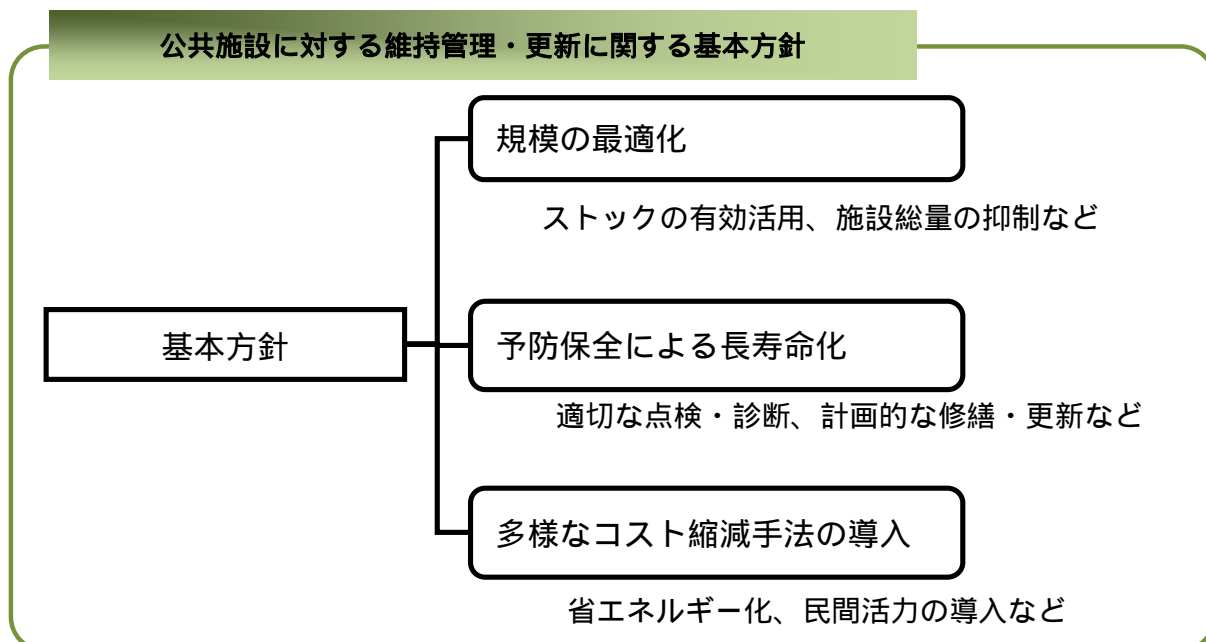 公共施設に対する維持管理・更新に関する基本方針
規模の最適化
ストックの有効活用、施設総量の抑制など
基本方針
予防保全による長寿命化
適切な点検・診断、計画的な修繕・更新など
多様なコスト縮減手法の導入
省エネルギー化、民間活力の導入など